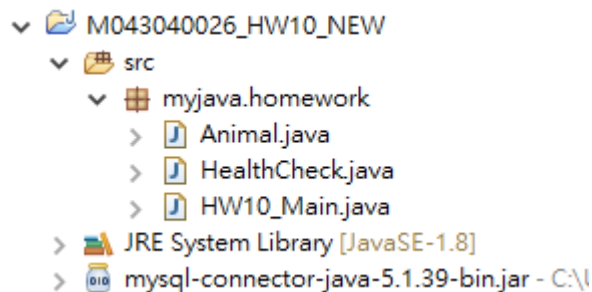 M043040026_HW10_NEW
src
myjava.homework
Animal.java
HealthCheck.java
HW10_Main.java
JRE System Library [JavaSE-1.8]
mysql-connector-java-5.1.39-bin.jar - C:\